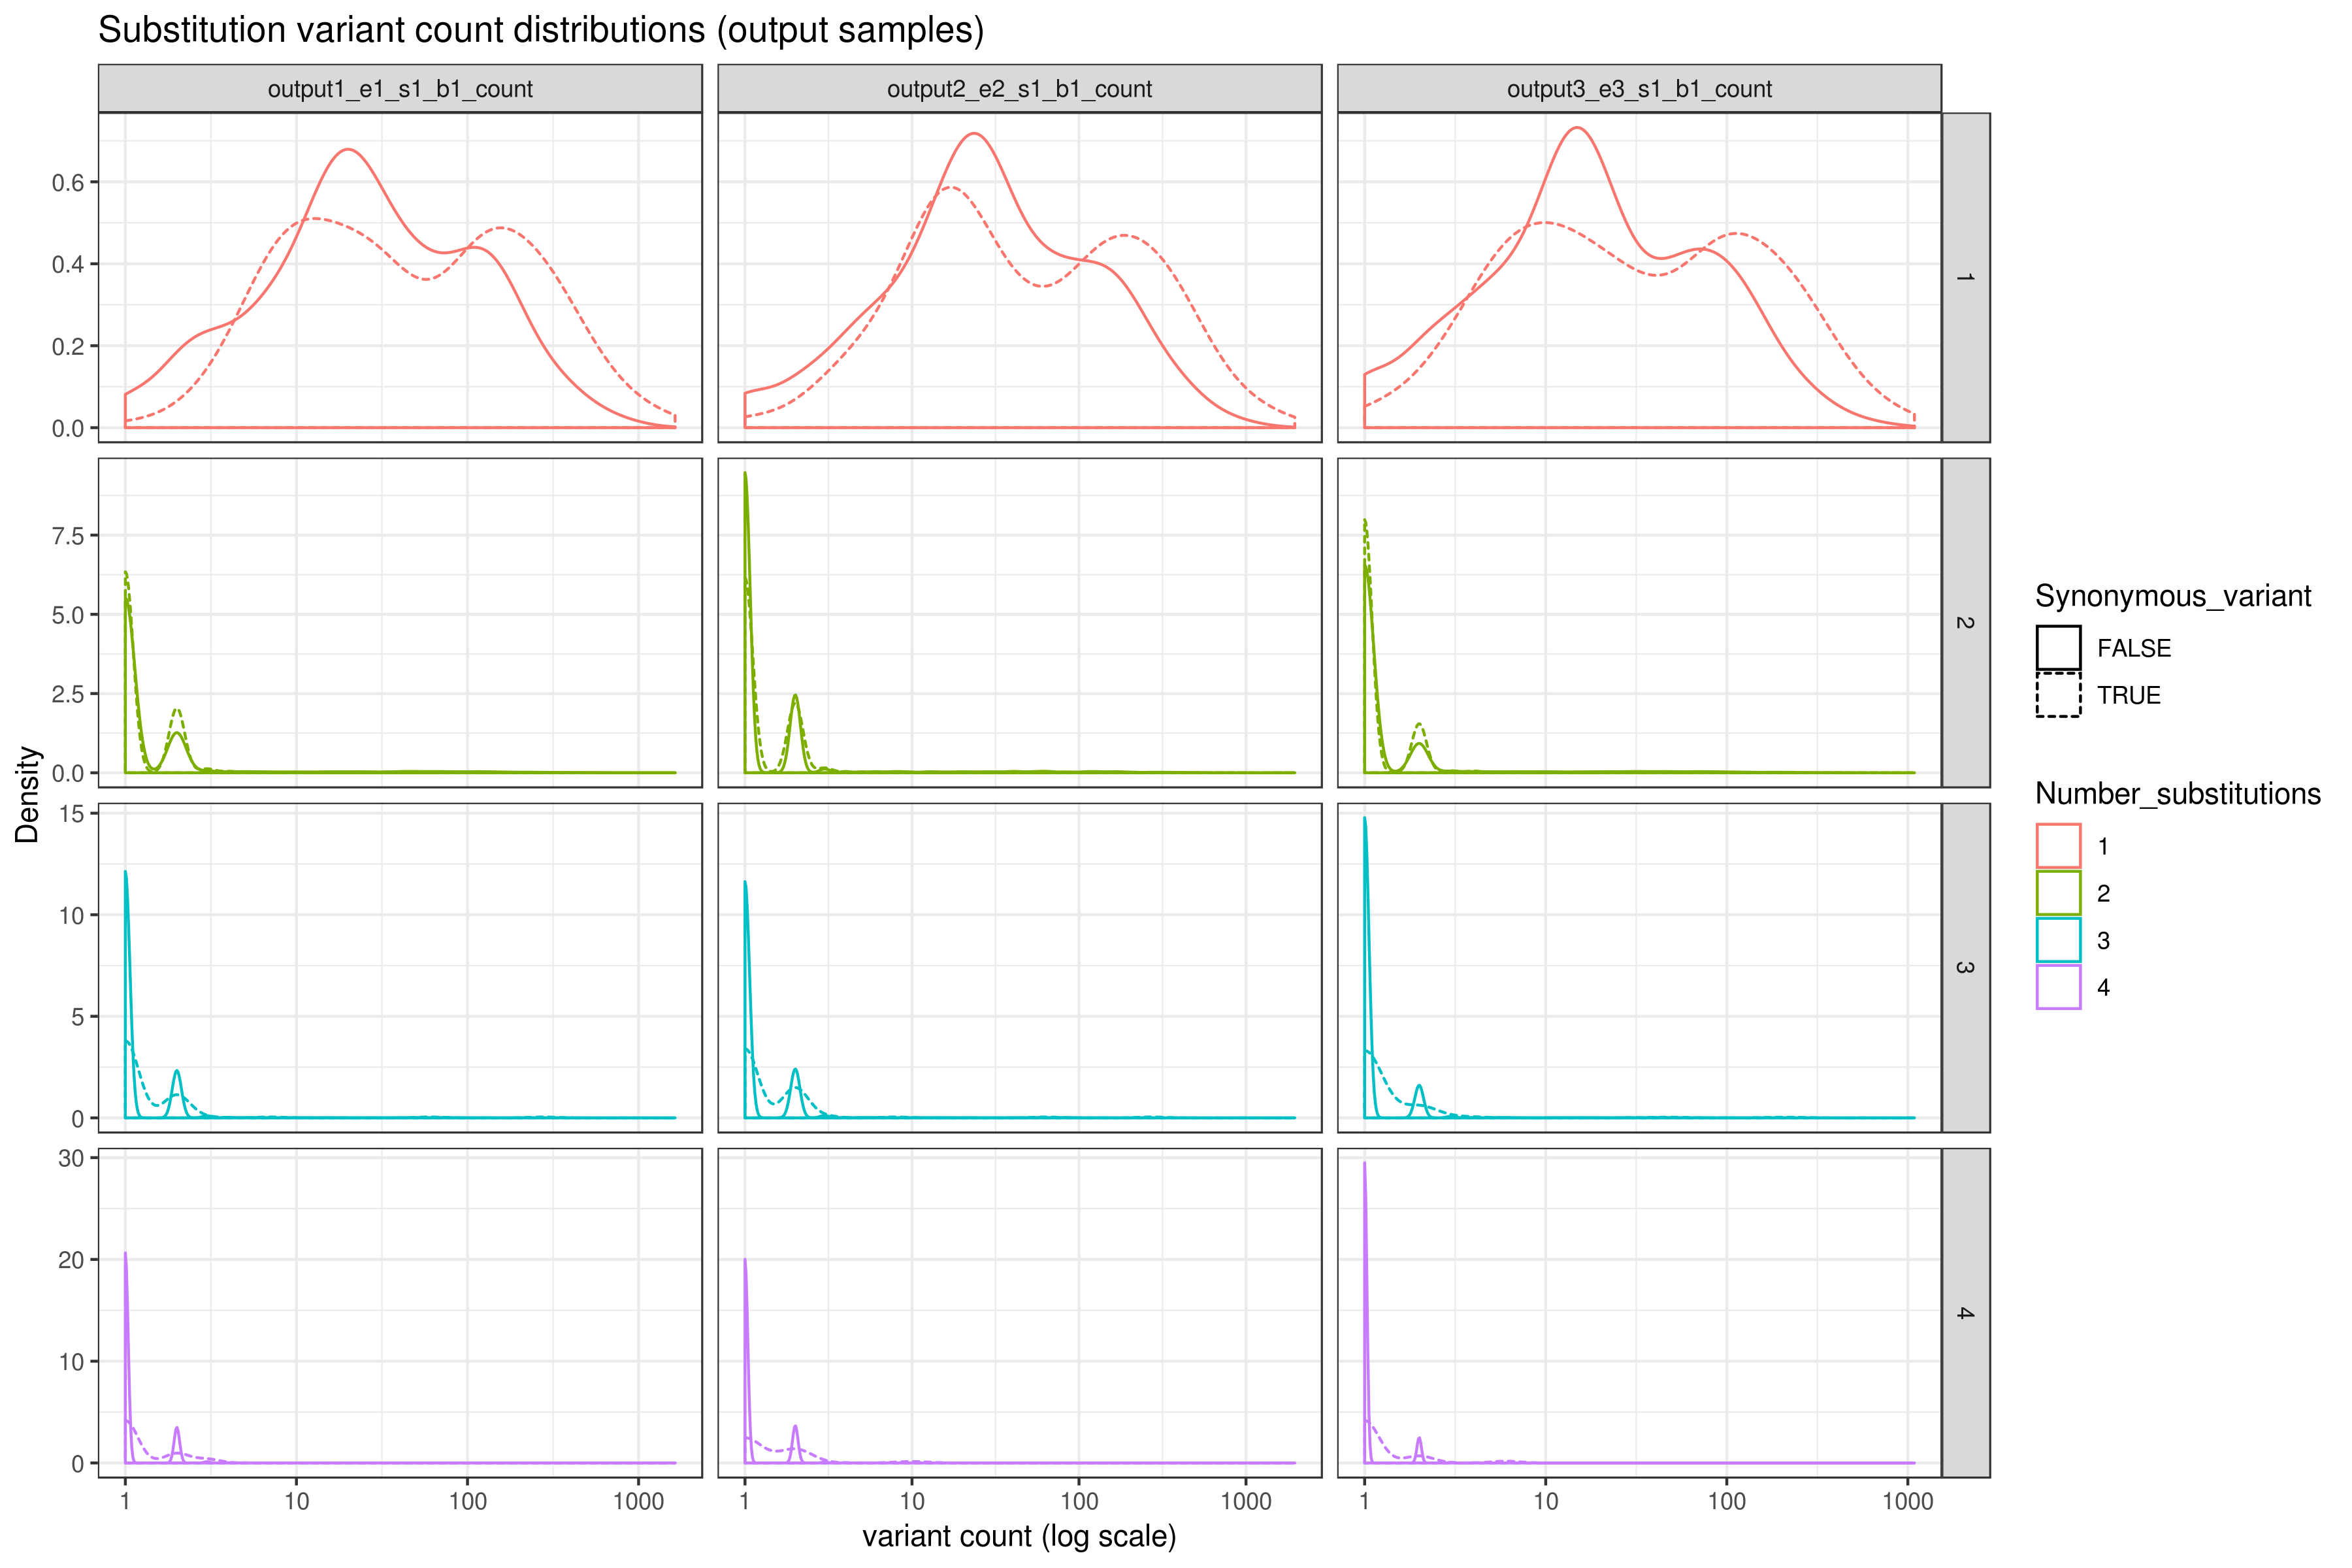 Substitution variant count distributions (output samples)
output1_e1_s1_b1_count
output2_e2_s1_b1_count
output3_e3_s1_b1_count
0.6
0.4
0.2
0.0
1
7.5
5.0
2.5
0.0
2
15
10
5
0
3
30
20
10
0
4
1 10 100 1000
1 10 100 1000
1 10 100 1000
variant count (log scale)
Density
Synonymous_variant
FALSE
TRUE
Number_substitutions
1
2
3
4